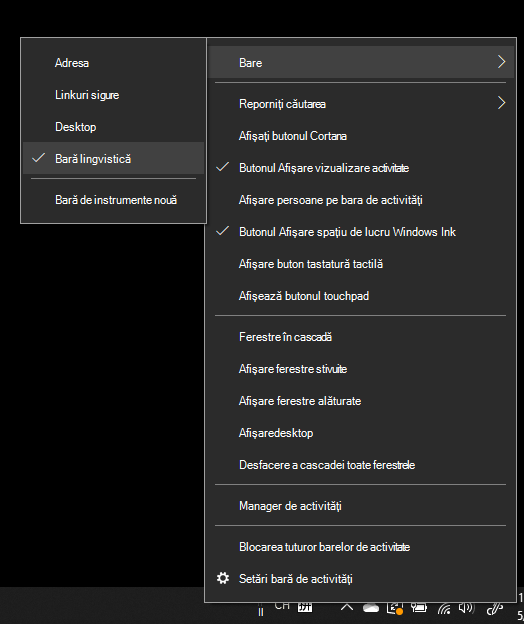 Adresa
Linkuri sigure
Desktop
Bară lingvistică
Bară de instrumente nouă
Bare
Reporniți căutarea
Afișați butonul Cortana
Butonul Afișare vizualizare activitate
Afișare persoane pe bara de activități
Butonul Afișare spațiu de lucru Windows Ink
Afișare buton tastatură tactilă
Afișează butonul touchpad
Ferestre în cascadă
Afișare ferestre stivuite
Afișare ferestre alăturate
Afișaredesktop
Desfacere a cascadei toate ferestrele
Manager de activități
Blocarea tuturor barelor de activitate
Setări bară de activități
CH 拼